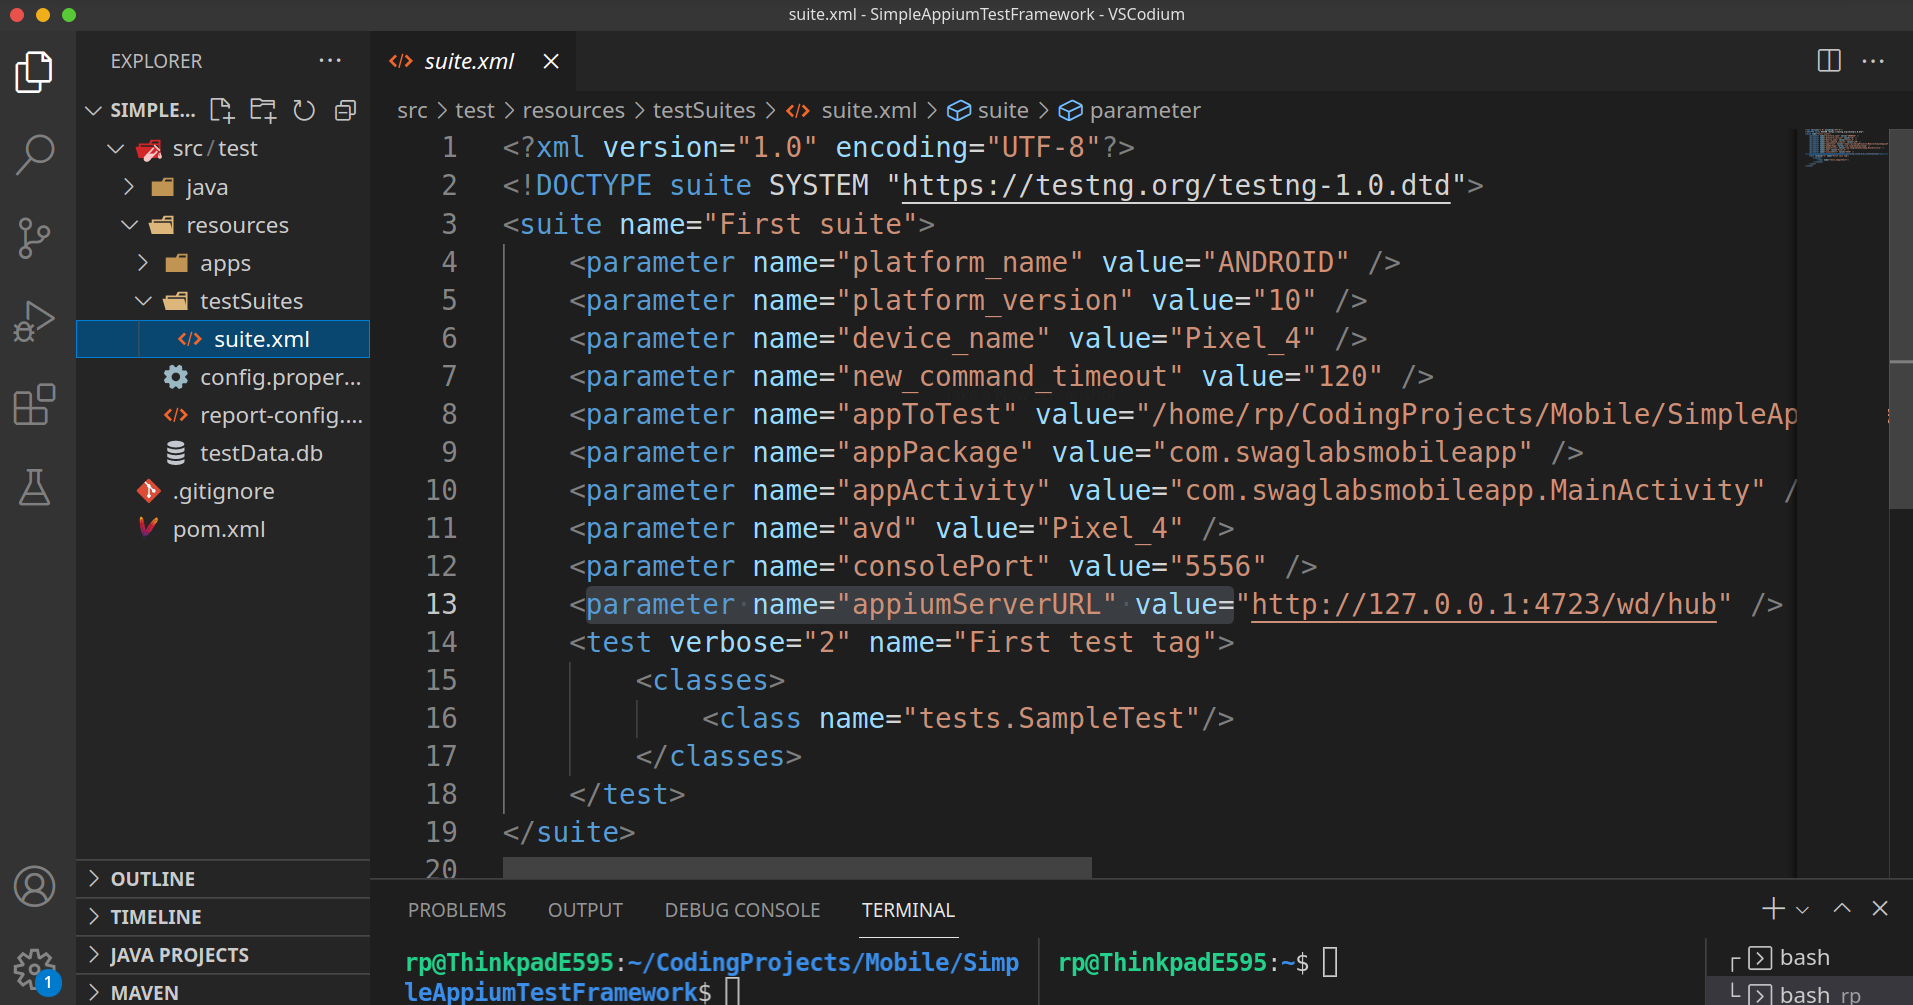 suite.xml - SimpleAppiumTestFramework - VSCodium
EXPLORER
SIMPLE...
src/test
java
resources
apps
testSuites
suite.xml
config.proper...
report-config....
testData.db
.gitignore
pom.xml
OUTLINE
TIMELINE
JAVA PROJECTS
MAVEN
1
suite.xml
src > test > resources > testSuites > suite.xml > suite > parameter
1 <?xml version="1.0" encoding="UTF-8"?>
2 <!DOCTYPE suite SYSTEM "https://testng.org/testng-1.0.dtd">
3 <suite name="First suite">
4 <parameter name="platform_name" value="ANDROID" />
5 <parameter name="platform_version" value="10" />
6 <parameter name="device_name" value="Pixel_4" />
7 <parameter name="new_command_timeout" value="120" />
8 <parameter name="appToTest" value="/home/rp/CodingProjects/Mobile/SimpleAp
9 <parameter name="appPackage" value="com.swaglabsmobileapp" />
10 <parameter name="appActivity" value="com.swaglabsmobileapp.MainActivity" /
11 <parameter name="avd" value="Pixel_4" />
12 <parameter name="consolePort" value="5556" />
13 <parameter name="appiumServerURL" value="http://127.0.0.1:4723/wd/hub" />
14 <test verbose="2" name="First test tag">
15 <classes>
16 <class name="tests.SampleTest"/>
17 </classes>
18 </test>
19 </suite>
20
PROBLEMS OUTPUT DEBUG CONSOLE TERMINAL
rp@ThinkpadE595:~/CodingProjects/Mobile/Simp
leAppiumTestFramework$
rp@ThinkpadE595:~$
bash
bash rp